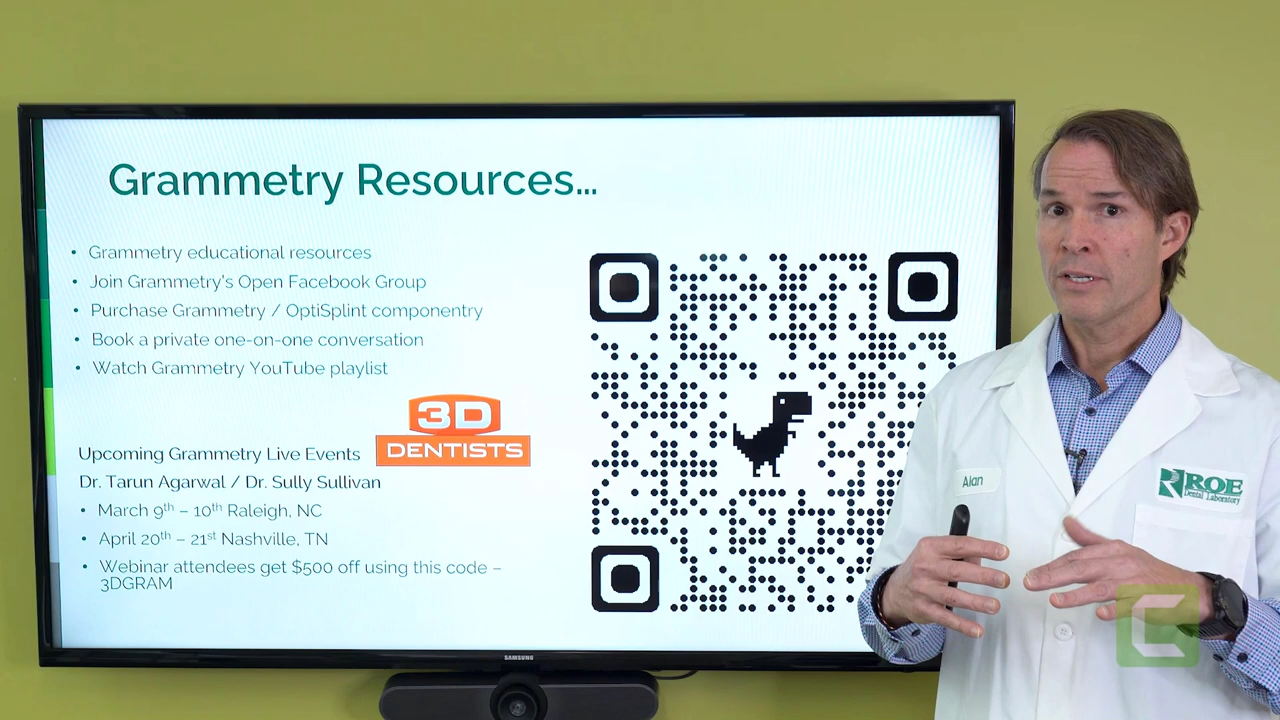 Grammetry Resources...
• Grammetry educational resources
• Join Grammetry's Open Facebook Group
• Purchase Grammetry / OptiSplint componentry
• Book a private one-on-one conversation
• Watch Grammetry YouTube playlist
3D
DENTISTS
Upcoming Grammetry Live Events
Dr. Tarun Agarwal / Dr. Sully Sullivan
• March 9th – 10th Raleigh, NC
• April 20th – 21st Nashville, TN
• Webinar attendees get $500 off using this code –
3DGRAM
SAMSUNG
Alan
ROE
Dental Laboratory